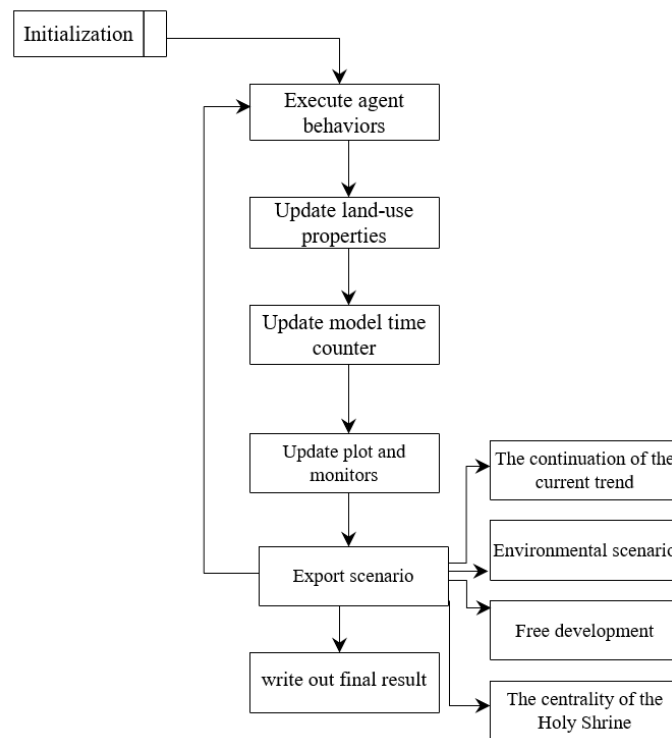 Initialization
Execute agent
behaviors
Update land-use
properties
Update model time
counter
Update plot and
monitors
Export scenario
write out final result
The continuation of the
current trend
Environmental scenario
Free development
The centrality of the
Holy Shrine